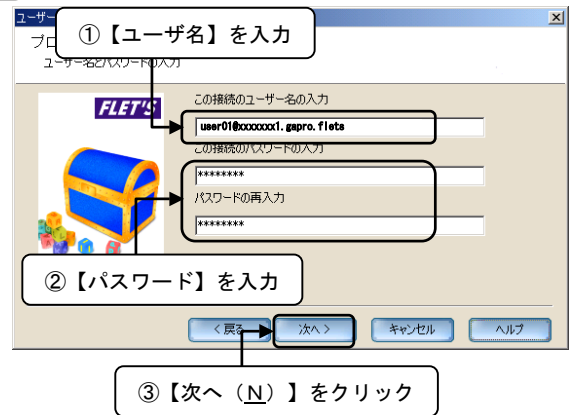 ユーザー
プロ
①【ユーザ名】を入力
ユーザー名とパスワードの入力
FLET'S
この接続のユーザー名の入力
user01@xxxxxxx1.gapro.flets
この接続のパスワードの入力
********
パスワードの再入力
********
②【パスワード】を入力
< 戻る
次へ >
キャンセル
ヘルプ
③【次へ（N）】をクリック